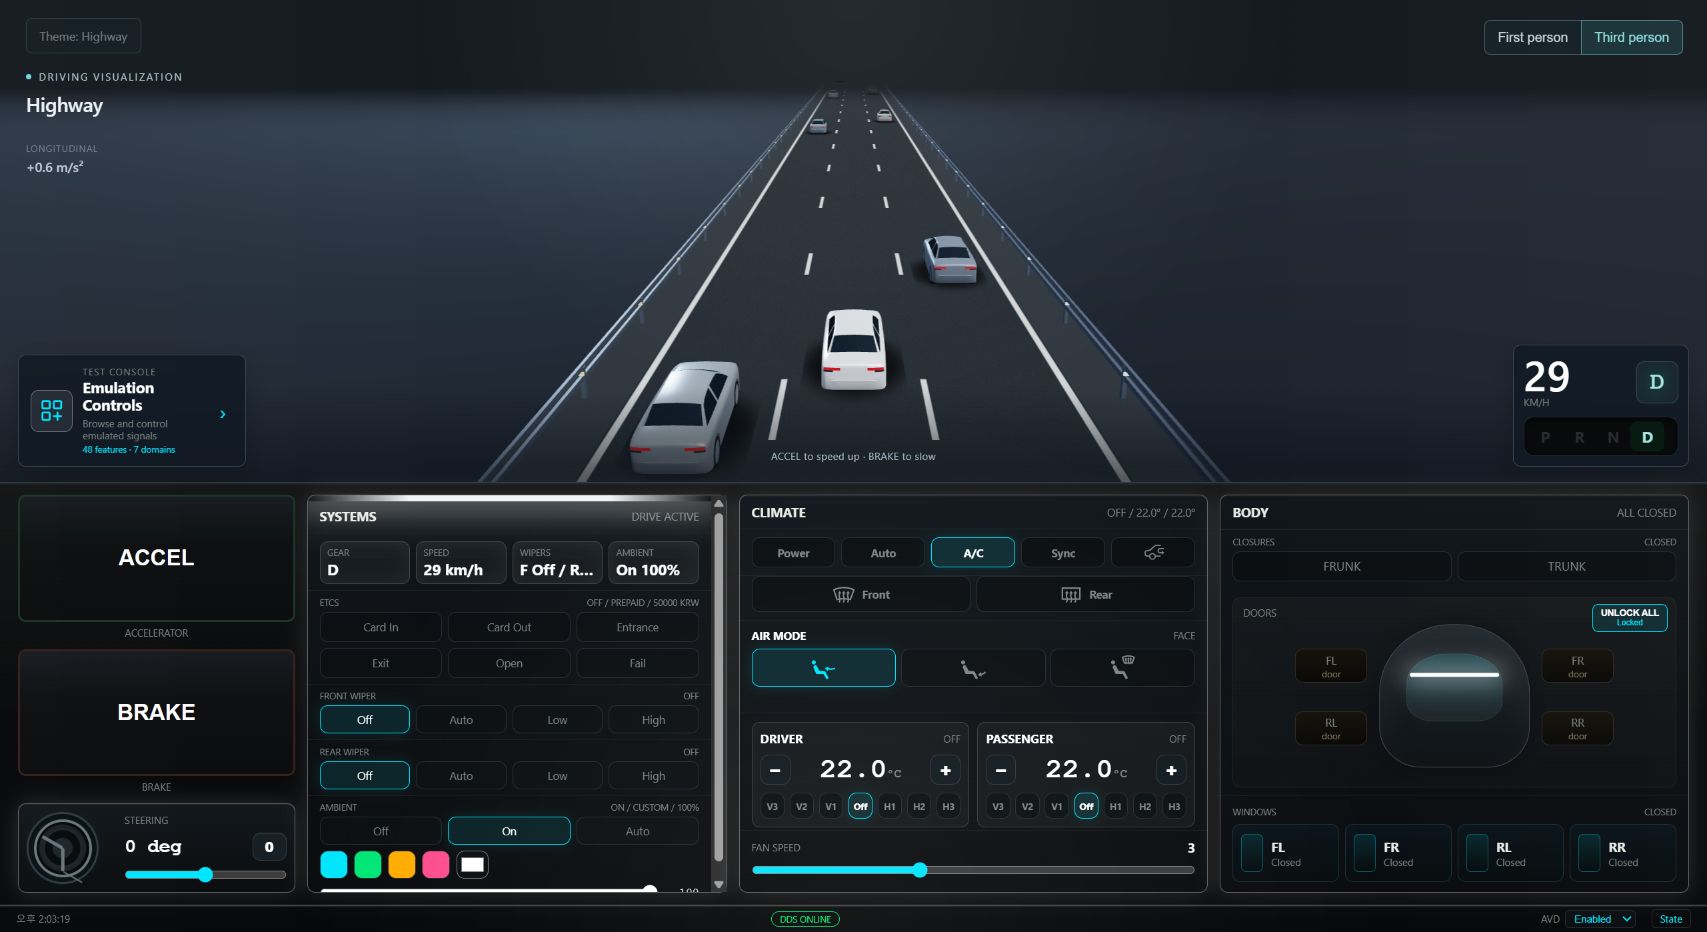 Theme: Highway
First person
Third person
DRIVING VISUALIZATION
Highway
LONGITUDINAL
+0.6 m/s²
TEST CONSOLE
Emulation
Controls
Browse and control
emulated signals
48 features · 7 domains
29
KM/H
D
P R N D
ACCEL to speed up · BRAKE to slow
ACCEL
ACCELERATOR
BRAKE
BRAKE
STEERING
0 deg
0
SYSTEMS
DRIVE ACTIVE
GEAR
D
SPEED
29 km/h
WIPERS
F Off / R...
AMBIENT
On 100%
ETCS
OFF / PREPAID / 50000 KRW
Card In
Card Out
Entrance
Exit
Open
Fail
FRONT WIPER
OFF
Off
Auto
Low
High
REAR WIPER
OFF
Off
Auto
Low
High
AMBIENT
ON / CUSTOM / 100%
Off
On
Auto
100
CLIMATE
OFF / 22.0° / 22.0°
Power
Auto
A/C
Sync
Front
Rear
AIR MODE
FACE
DRIVER
OFF
− 22.0°C +
V3 V2 V1 Off H1 H2 H3
PASSENGER
OFF
− 22.0°C +
V3 V2 V1 Off H1 H2 H3
FAN SPEED
3
BODY
ALL CLOSED
CLOSURES
CLOSED
FRUNK
TRUNK
DOORS
UNLOCK ALL
Locked
FL
door
FR
door
RL
door
RR
door
WINDOWS
CLOSED
FL
Closed
FR
Closed
RL
Closed
RR
Closed
오후 2:03:19
DDS ONLINE
AVD
Enabled
State